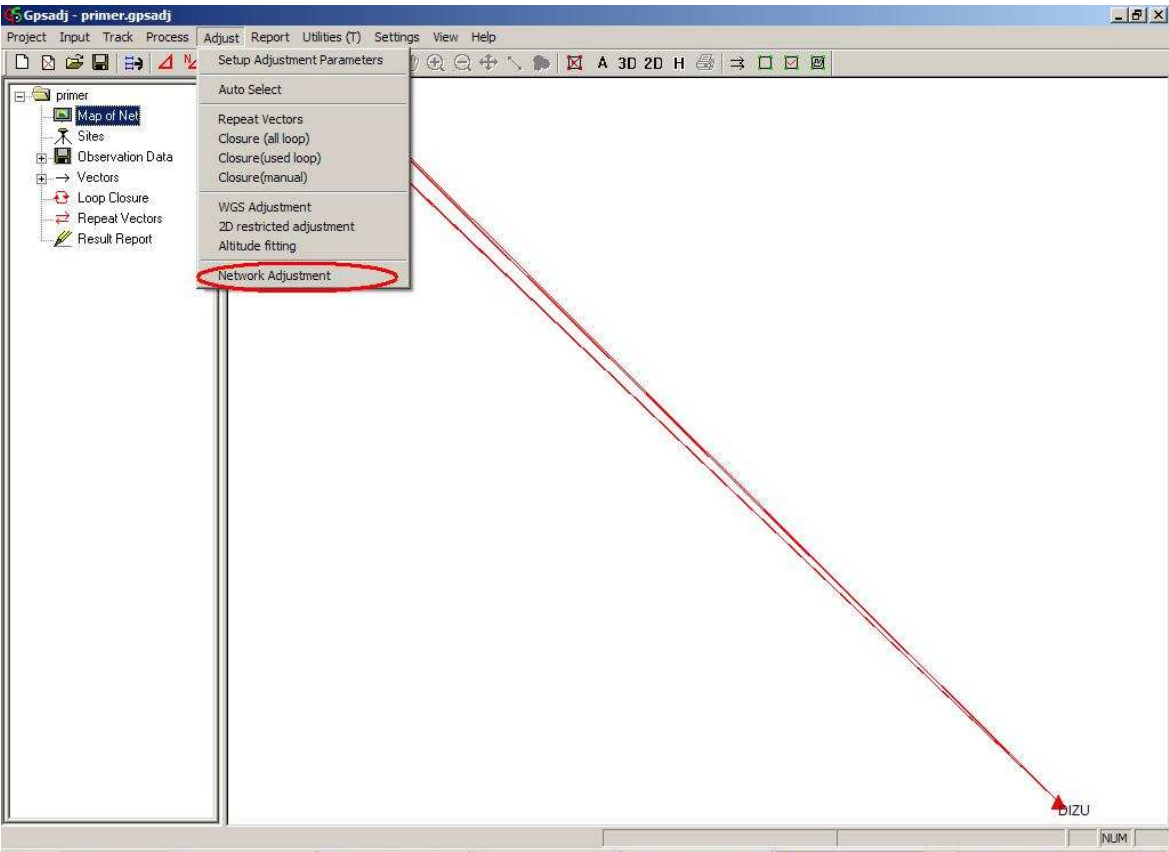 Gpsadj - primer.gpsadj
Project Input Track Process Adjust Report Utilities (T) Settings View Help
A 3D 2D H
Setup Adjustment Parameters
Auto Select
Repeat Vectors
Closure (all loop)
Closure(used loop)
Closure(manual)
WGS Adjustment
2D restricted adjustment
Altitude fitting
Network Adjustment
primer
Map of Net
Sites
Observation Data
Vectors
Loop Closure
Repeat Vectors
Result Report
DIZU
NUM